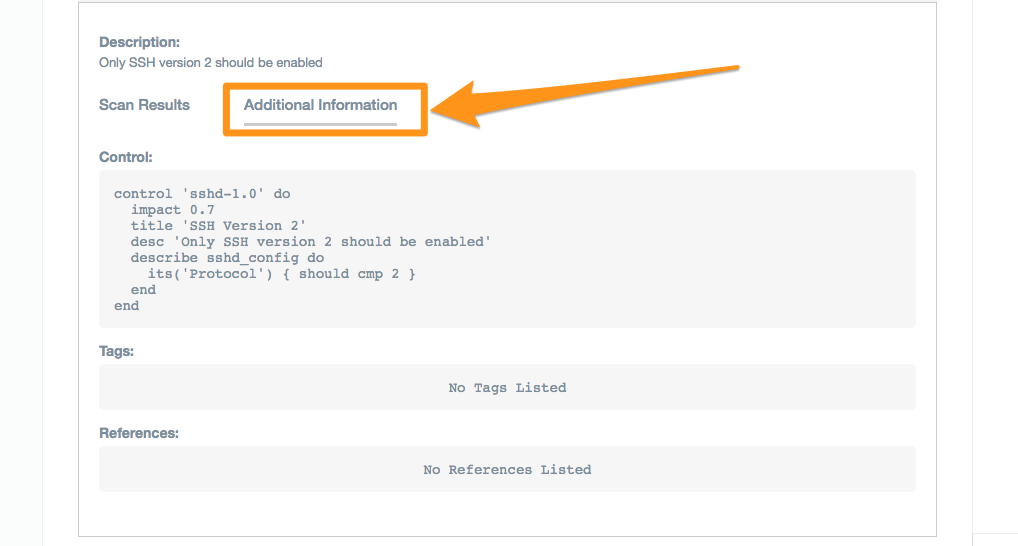 Description:
Only SSH version 2 should be enabled
Scan Results
Additional Information
Control:
control 'sshd-1.0' do
  impact 0.7
  title 'SSH Version 2'
  desc 'Only SSH version 2 should be enabled'
  describe sshd_config do
    its('Protocol') { should cmp 2 }
  end
end
Tags:
No Tags Listed
References:
No References Listed